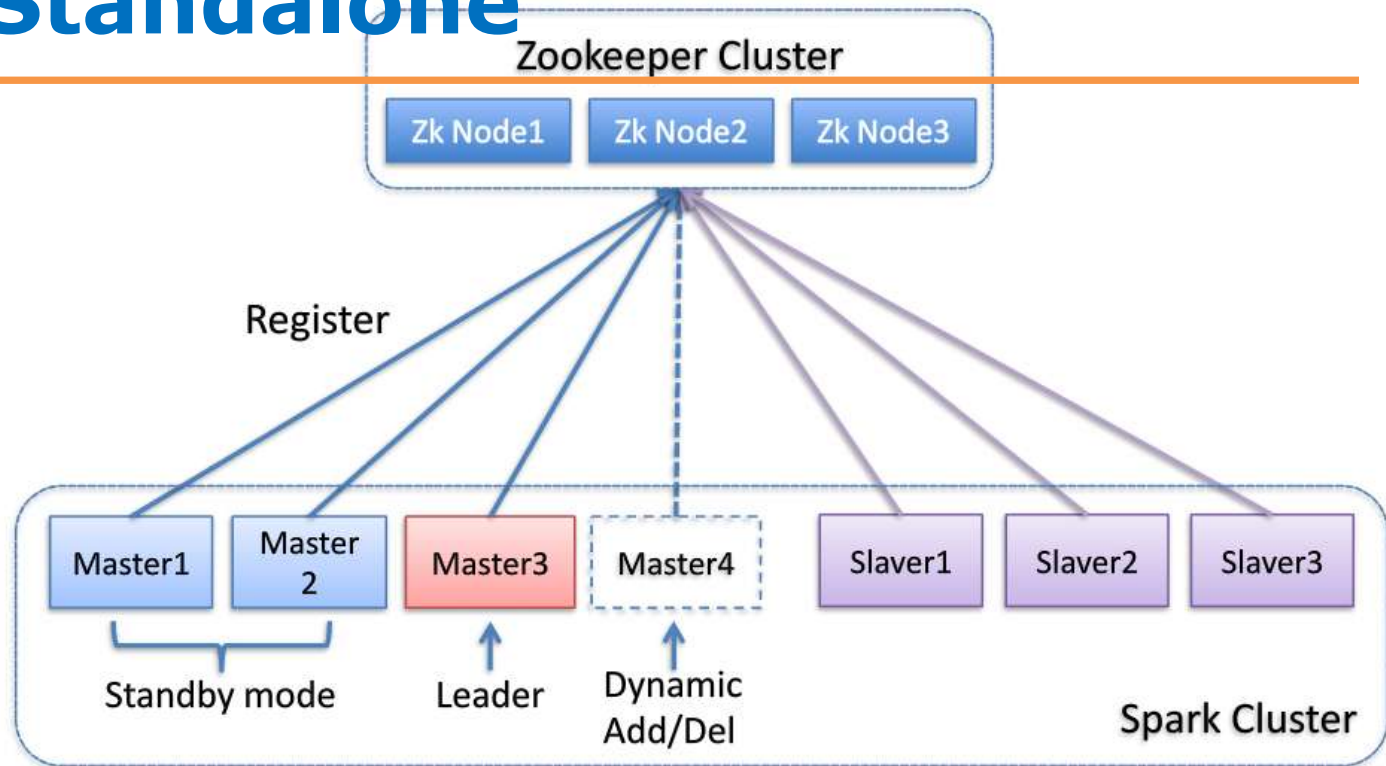 Standalone
Zookeeper Cluster
Zk Node1
Zk Node2
Zk Node3
Register
Master1
Master
2
Master3
Master4
Slaver1
Slaver2
Slaver3
Standby mode
Leader
Dynamic
Add/Del
Spark Cluster